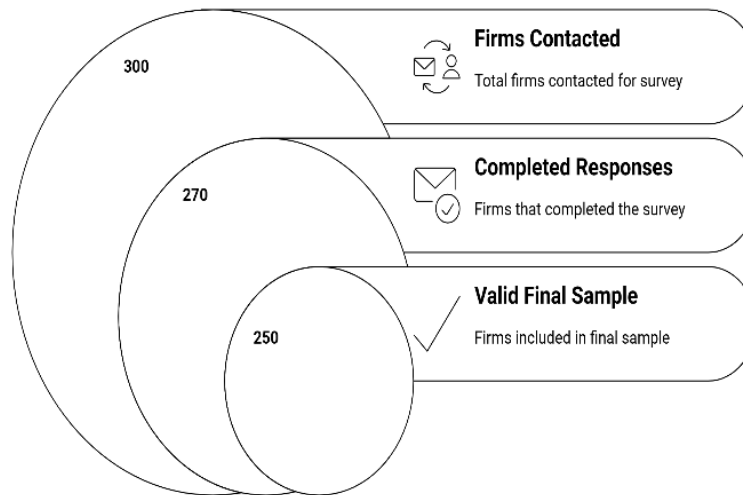 300
Firms Contacted
Total firms contacted for survey
270
Completed Responses
Firms that completed the survey
250
Valid Final Sample
Firms included in final sample